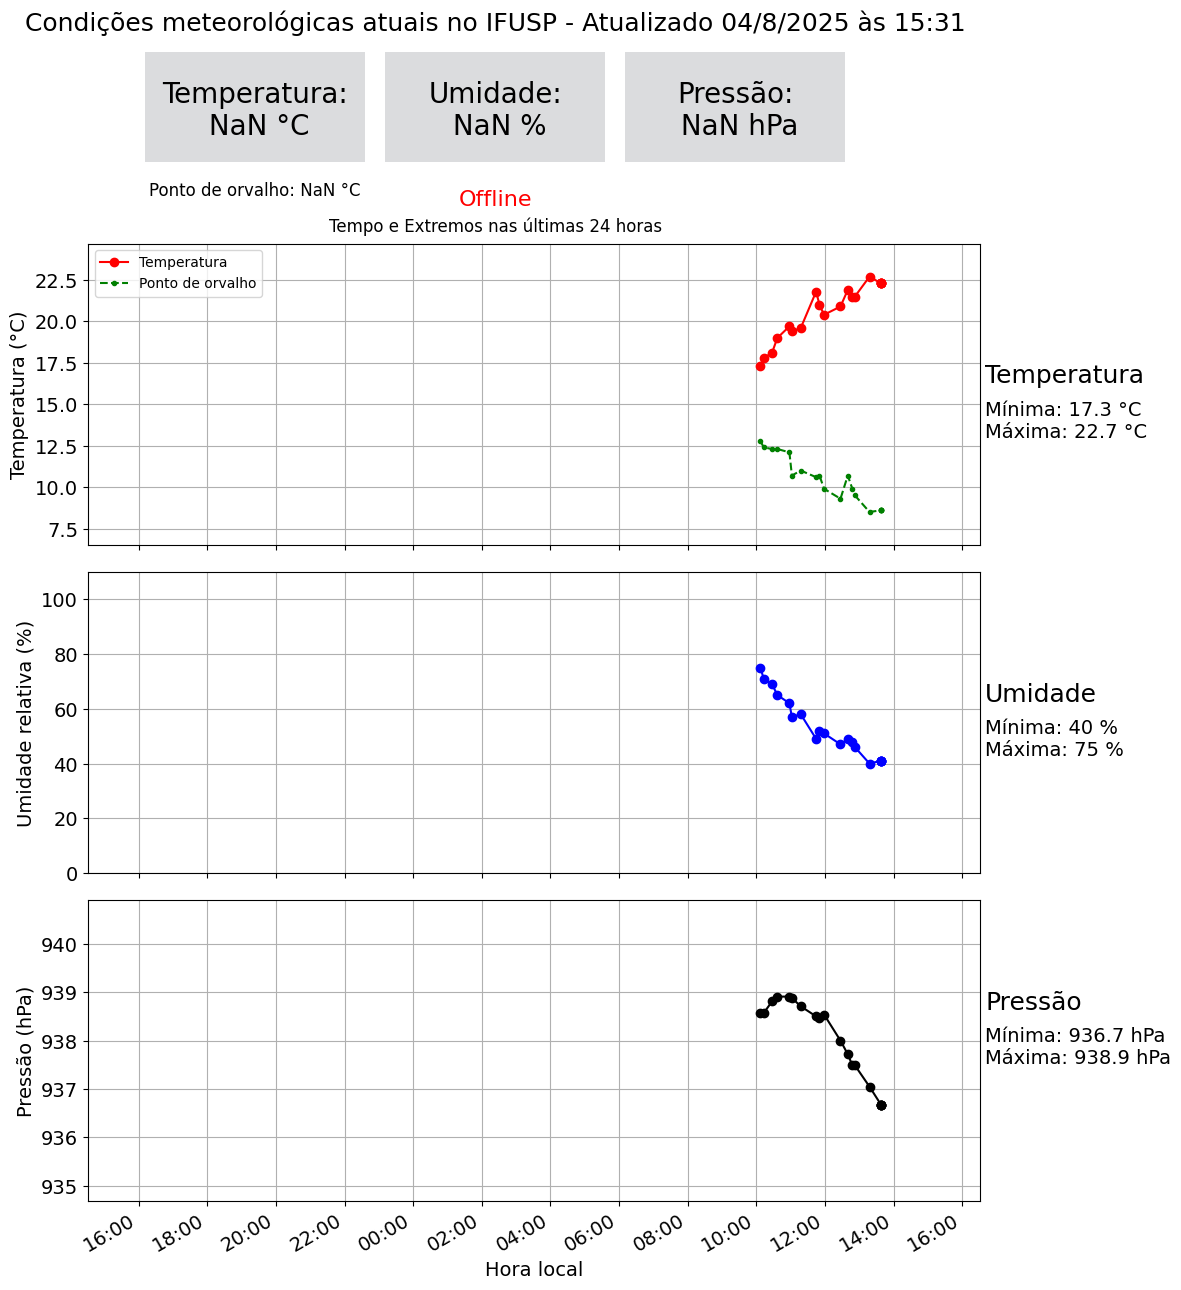 Condições meteorológicas atuais no IFUSP - Atualizado 04/8/2025 às 15:31
Temperatura:
NaN °C
Umidade:
NaN %
Pressão:
NaN hPa
Ponto de orvalho: NaN °C
Offline
Tempo e Extremos nas últimas 24 horas
Temperatura
Ponto de orvalho
Temperatura (°C)
22.5
20.0
17.5
15.0
12.5
10.0
7.5
Temperatura
Mínima: 17.3 °C
Máxima: 22.7 °C
Umidade relativa (%)
100
80
60
40
20
0
Umidade
Mínima: 40 %
Máxima: 75 %
Pressão (hPa)
940
939
938
937
936
935
Pressão
Mínima: 936.7 hPa
Máxima: 938.9 hPa
16:00 18:00 20:00 22:00 00:00 02:00 04:00 06:00 08:00 10:00 12:00 14:00 16:00
Hora local